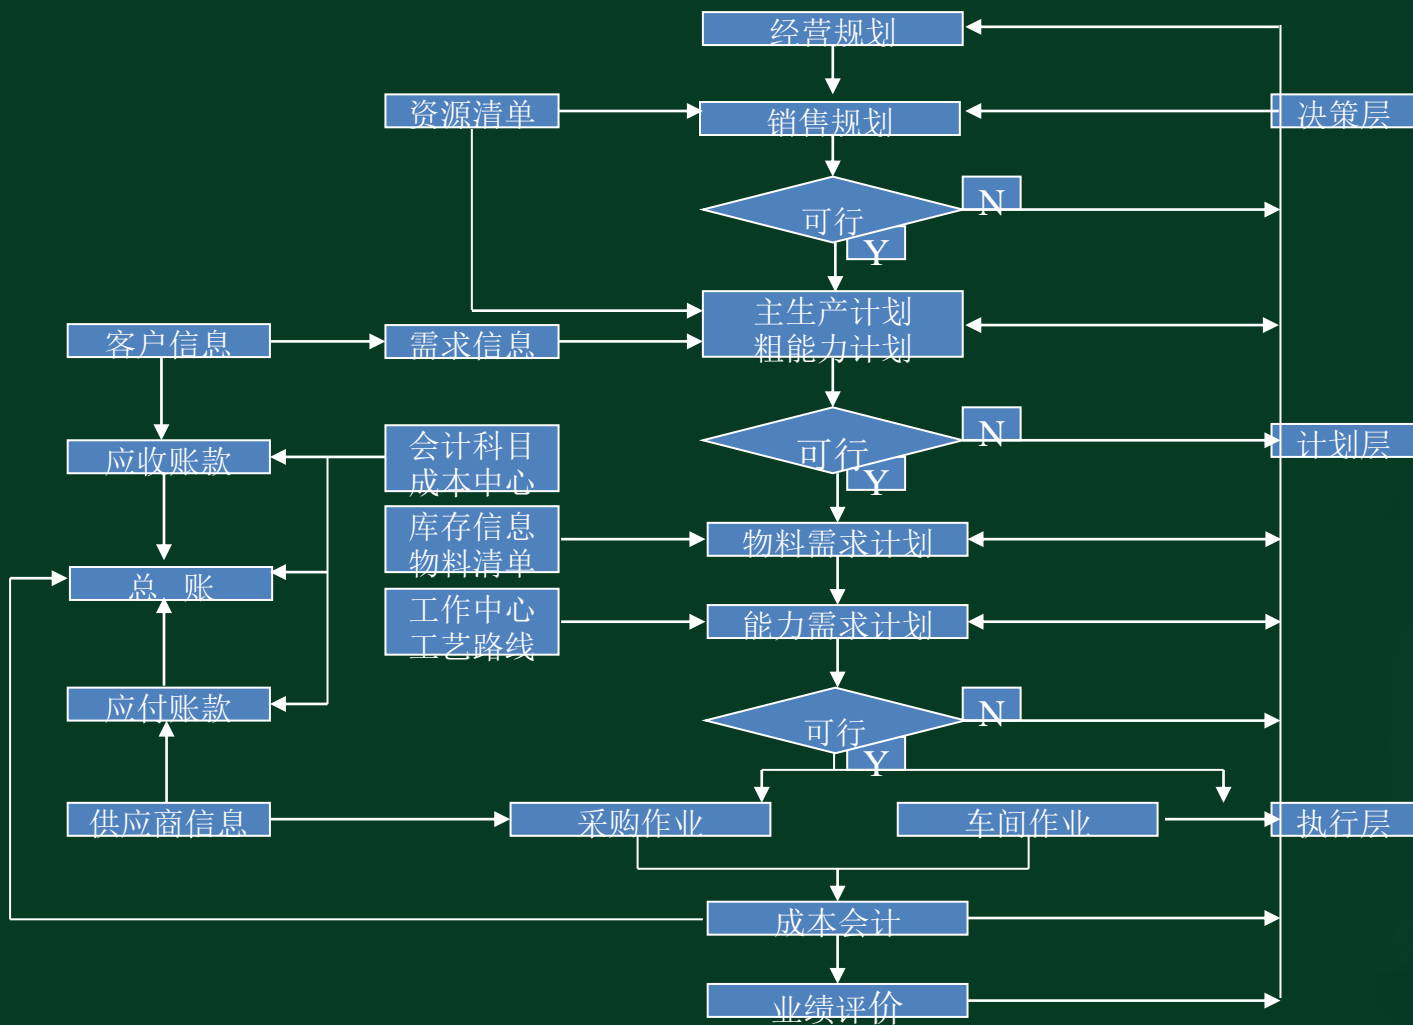 经营规划
资源清单
销售规划
决策层
可行
N
Y
主生产计划
粗能力计划
客户信息
需求信息
可行
N
Y
计划层
应收账款
会计科目
成本中心
库存信息
物料清单
物料需求计划
总 账
工作中心
工艺路线
能力需求计划
应付账款
可行
N
Y
供应商信息
采购作业
车间作业
执行层
成本会计
业绩评价